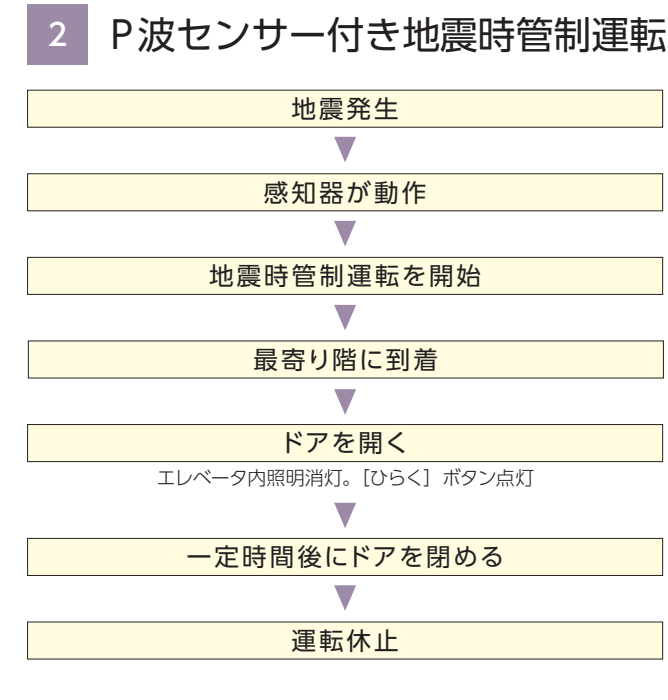 2 P波センサー付き地震時管制運転
地震発生
感知器が動作
地震時管制運転を開始
最寄り階に到着
ドアを開く
エレベータ内照明消灯。[ひらく] ボタン点灯
一定時間後にドアを閉める
運転休止